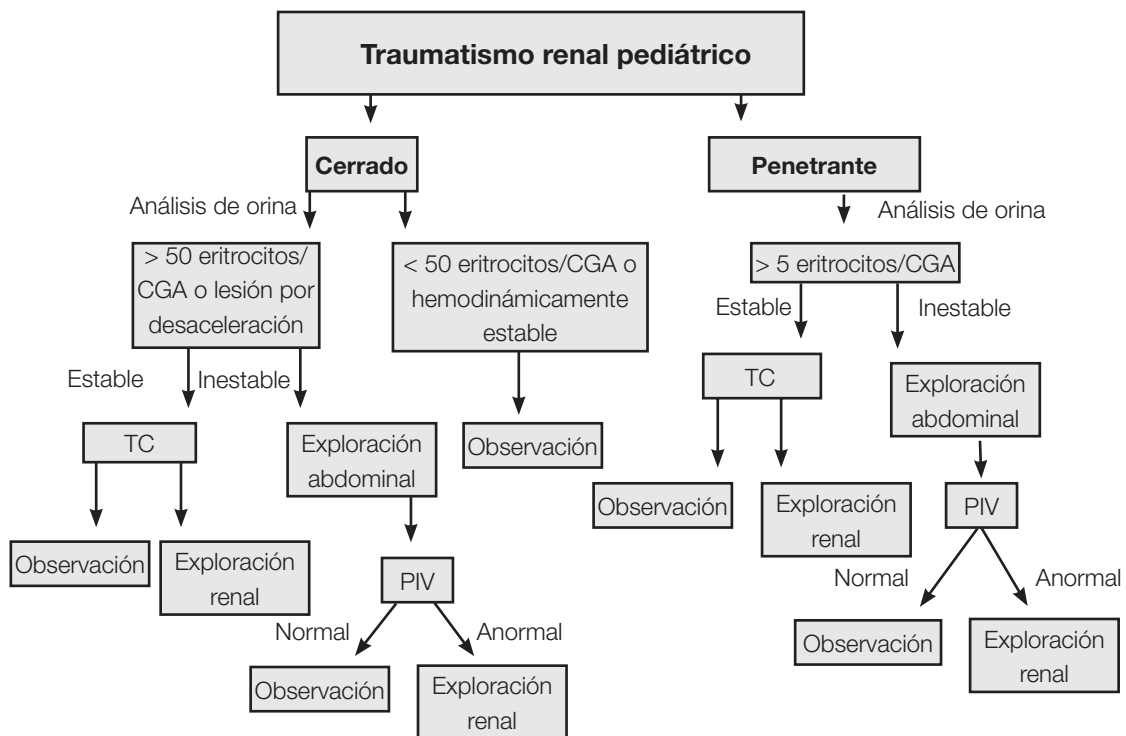 Traumatismo renal pediátrico
Cerrado
Penetrante
Análisis de orina
Análisis de orina
> 50 eritrocitos/
CGA o lesión por
desaceleración
< 50 eritrocitos/CGA o
hemodinámicamente
estable
> 5 eritrocitos/CGA
Estable
Inestable
Estable
Inestable
TC
Exploración
abdominal
Observación
TC
Exploración
abdominal
Observación
Exploración
renal
PIV
Observación
Exploración
renal
PIV
Normal
Anormal
Normal
Anormal
Observación
Exploración
renal
Observación
Exploración
renal